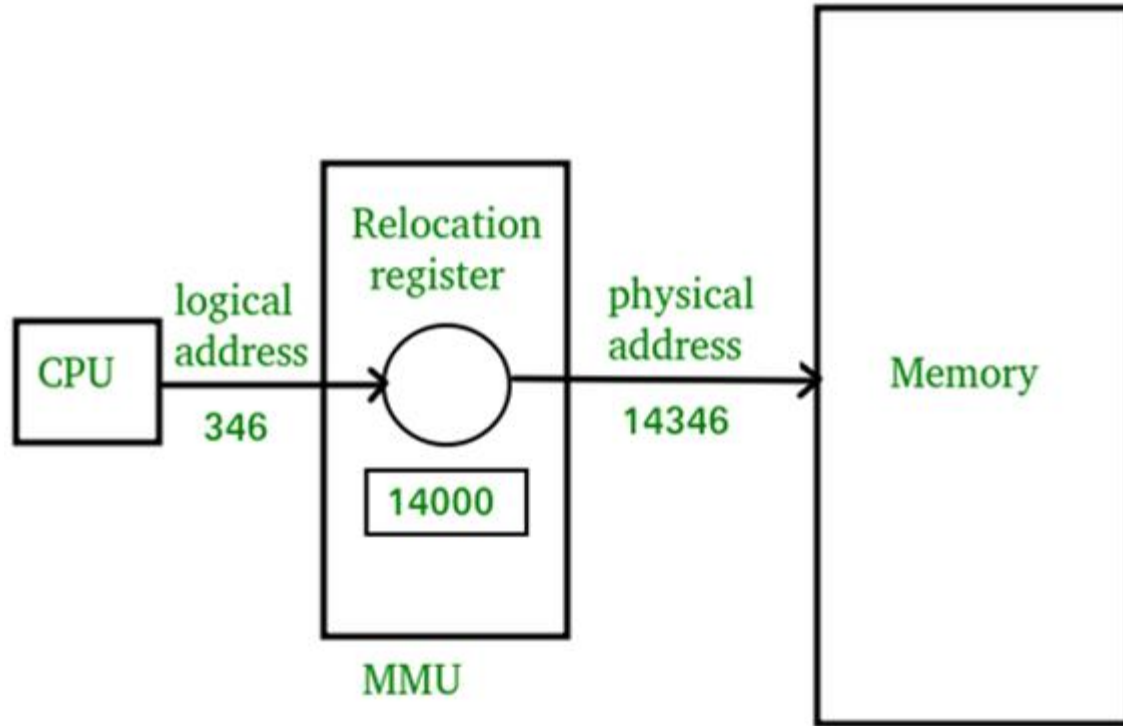 CPU
logical
address
346
Relocation
register
14000
MMU
physical
address
14346
Memory